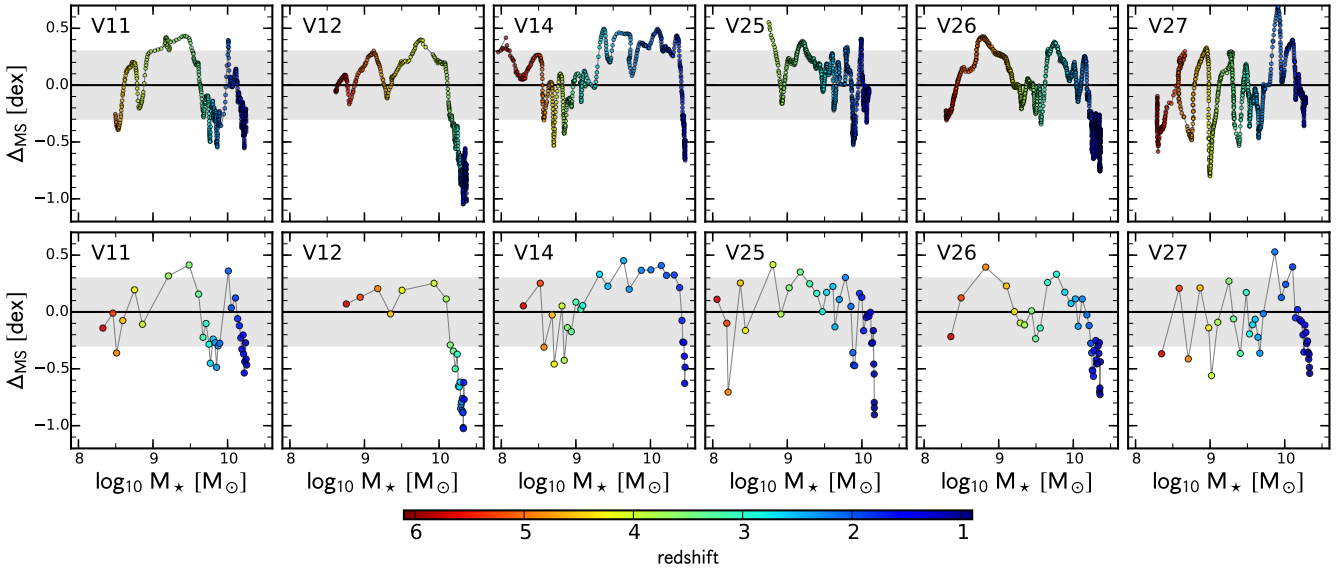 V11 V12 V14 V25 V26 V27
0.5
0.0
−0.5
−1.0
Δ_MS [dex]
V11 V12 V14 V25 V26 V27
0.5
0.0
−0.5
−1.0
Δ_MS [dex]
8 9 10 8 9 10 8 9 10 8 9 10 8 9 10 8 9 10
log₁₀ M⋆ [M⊙] log₁₀ M⋆ [M⊙] log₁₀ M⋆ [M⊙] log₁₀ M⋆ [M⊙] log₁₀ M⋆ [M⊙] log₁₀ M⋆ [M⊙]
6 5 4 3 2 1
redshift